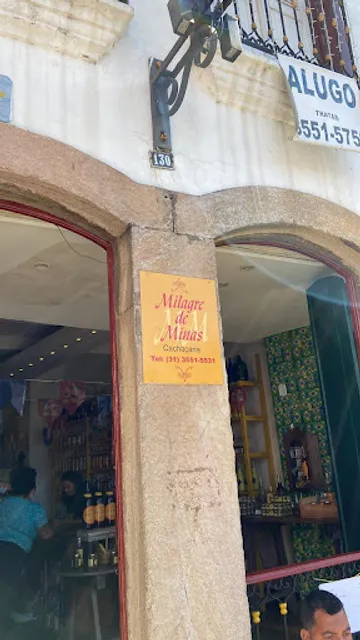 ALUGO
TRATAR
3551-575
130
Milagre
de
Minas
Cachaçaria
Tel: (31) 3551-5531